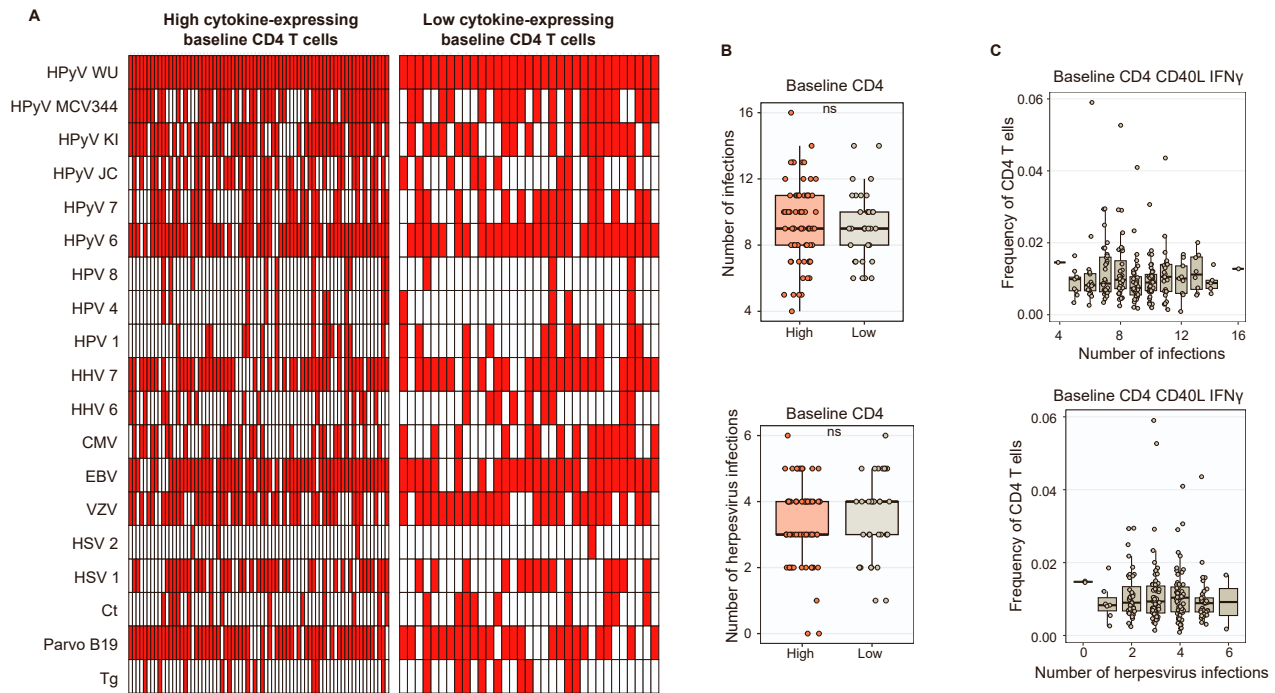 A
High cytokine-expressing
baseline CD4 T cells
Low cytokine-expressing
baseline CD4 T cells
HPyV WU
HPyV MCV344
HPyV KI
HPyV JC
HPyV 7
HPyV 6
HPV 8
HPV 4
HPV 1
HHV 7
HHV 6
CMV
EBV
VZV
HSV 2
HSV 1
Ct
Parvo B19
Tg
B
Baseline CD4
ns
Number of infections
16
12
8
4
High
Low
Baseline CD4
ns
Number of herpesvirus infections
6
4
2
0
High
Low
C
Baseline CD4 CD40L IFNγ
Frequency of CD4 T ells
0.06
0.04
0.02
0.00
4
8
12
16
Number of infections
Baseline CD4 CD40L IFNγ
Frequency of CD4 T ells
0.06
0.04
0.02
0.00
0
2
4
6
Number of herpesvirus infections